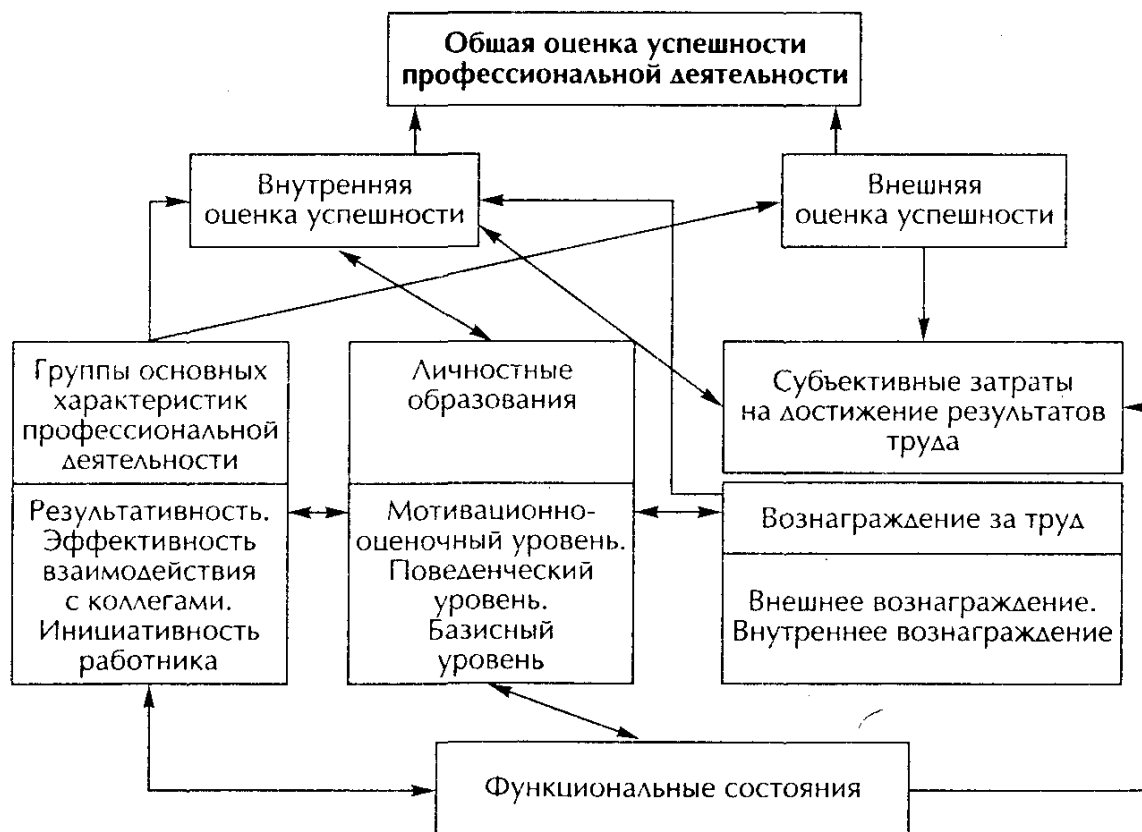 Общая оценка успешности
профессиональной деятельности
Внутренняя
оценка успешности
Внешняя
оценка успешности
Группы основных
характеристик
профессиональной
деятельности
Результативность.
Эффективность
взаимодействия
с коллегами.
Инициативность
работника
Личностные
образования
Мотивационно-
оценочный уровень.
Поведенческий
уровень.
Базисный
уровень
Субъективные затраты
на достижение результатов
труда
Вознаграждение за труд
Внешнее вознаграждение.
Внутреннее вознаграждение
Функциональные состояния